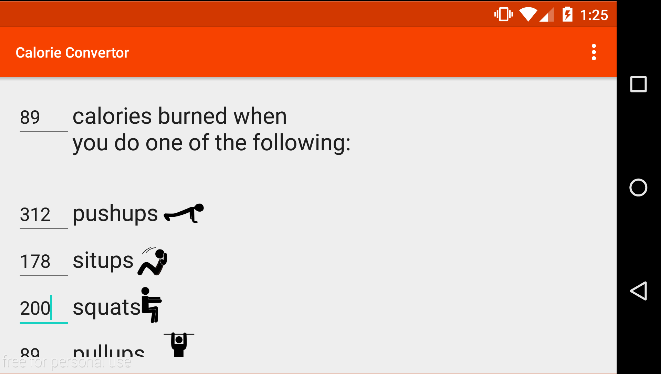 1:25
Calorie Convertor
89 calories burned when
you do one of the following:
312 pushups
178 situps
200 squats
89 pullups
free for personal use